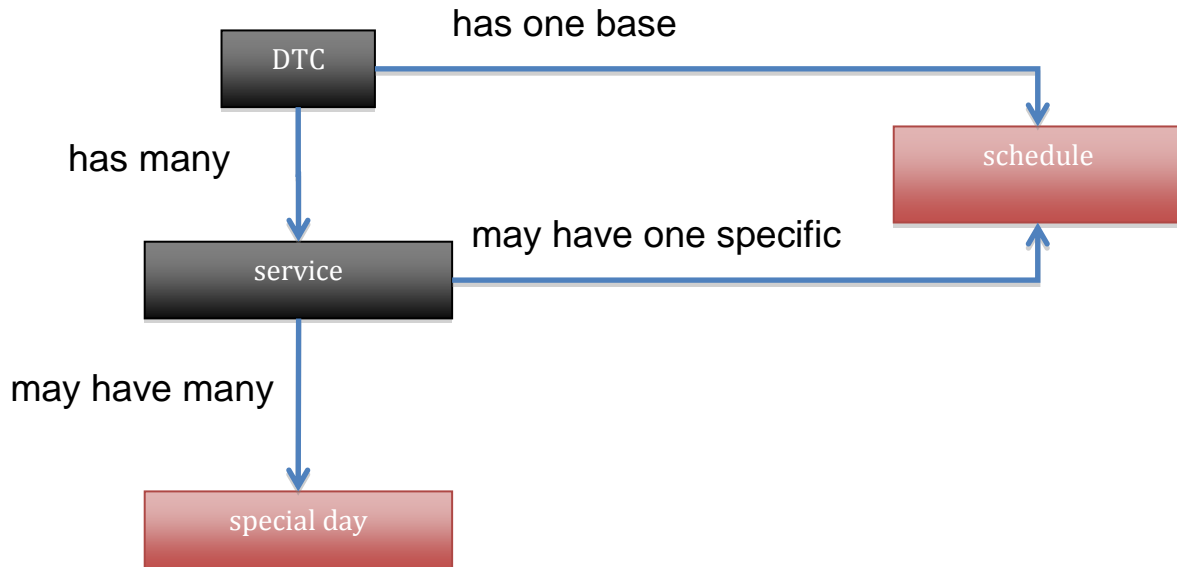 has one base
DTC
has many
schedule
may have one specific
service
may have many
special day